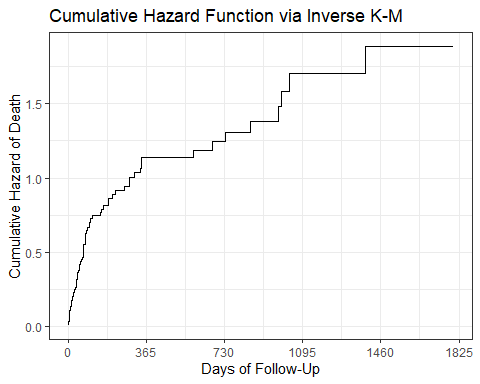 Cumulative Hazard Function via Inverse K-M
Cumulative Hazard of Death
1.5
1.0
0.5
0.0
0 365 730 1095 1460 1825
Days of Follow-Up